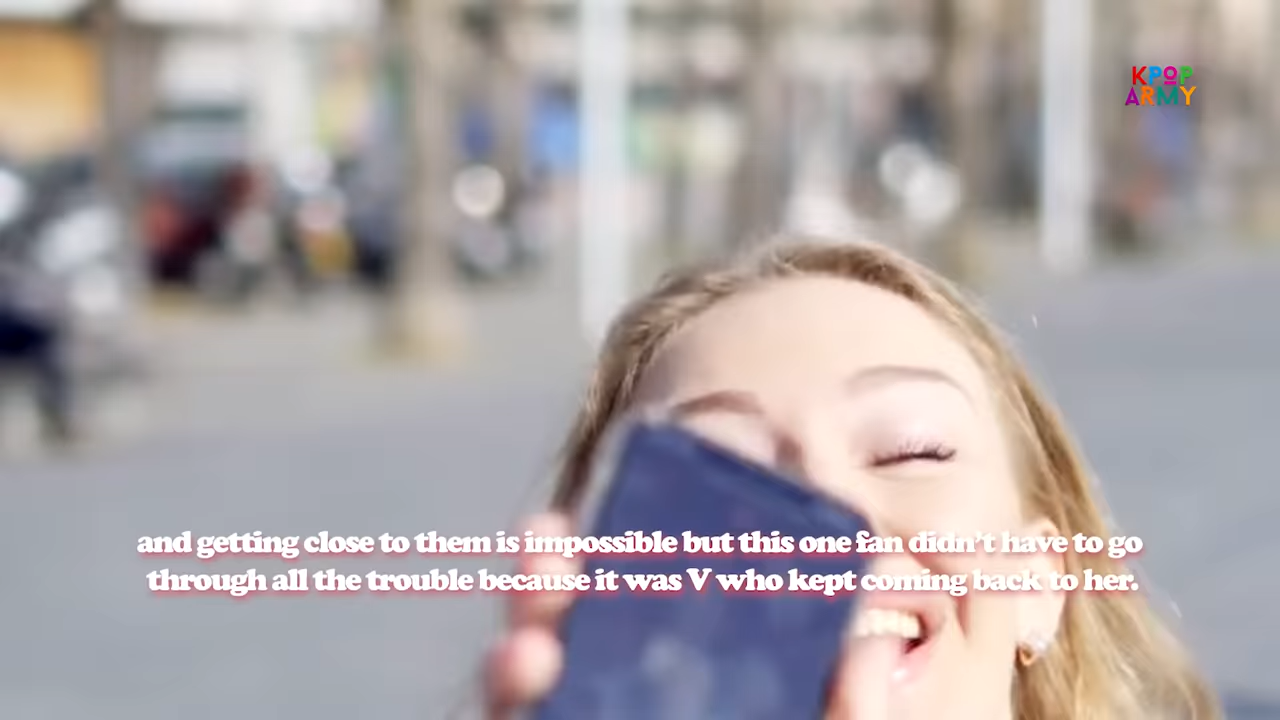 KPOP
ARMY
and getting close to them is impossible but this one fan didn't have to go
through all the trouble because it was V who kept coming back to her.